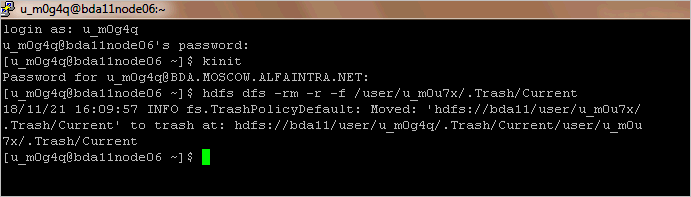 u_m0g4q@bda11node06:~
login as: u_m0g4q
u_m0g4q@bda11node06's password:
[u_m0g4q@bda11node06 ~]$ kinit
Password for u_m0g4q@BDA.MOSCOW.ALFAINTRA.NET:
[u_m0g4q@bda11node06 ~]$ hdfs dfs -rm -r -f /user/u_m0u7x/.Trash/Current
18/11/21 16:09:57 INFO fs.TrashPolicyDefault: Moved: 'hdfs://bda11/user/u_m0u7x/
.Trash/Current' to trash at: hdfs://bda11/user/u_m0g4q/.Trash/Current/user/u_m0u
7x/.Trash/Current
[u_m0g4q@bda11node06 ~]$